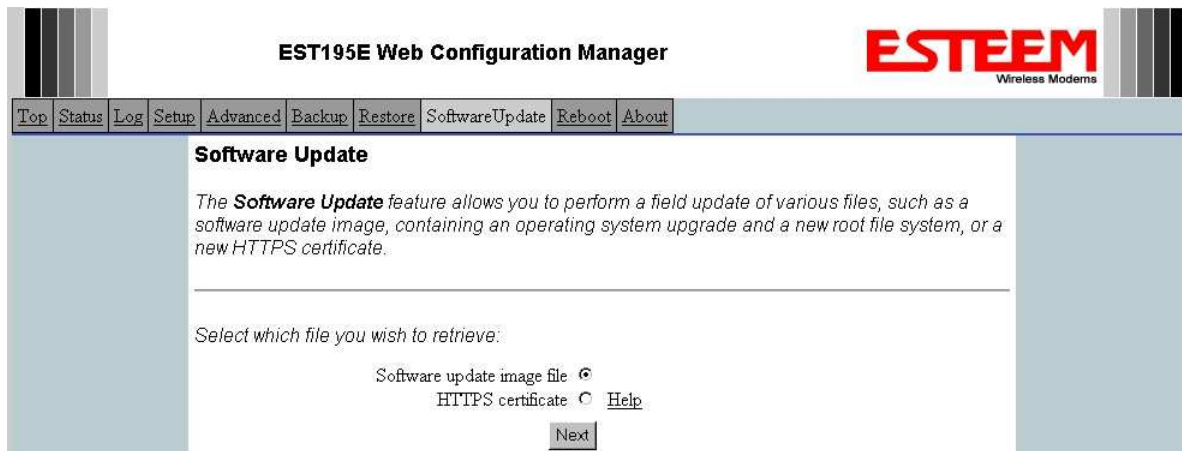 EST195E Web Configuration Manager
ESTEEM
Wireless Modems
Top Status Log Setup Advanced Backup Restore SoftwareUpdate Reboot About
Software Update
The Software Update feature allows you to perform a field update of various files, such as a
software update image, containing an operating system upgrade and a new root file system, or a
new HTTPS certificate.
Select which file you wish to retrieve:
Software update image file
HTTPS certificate Help
Next